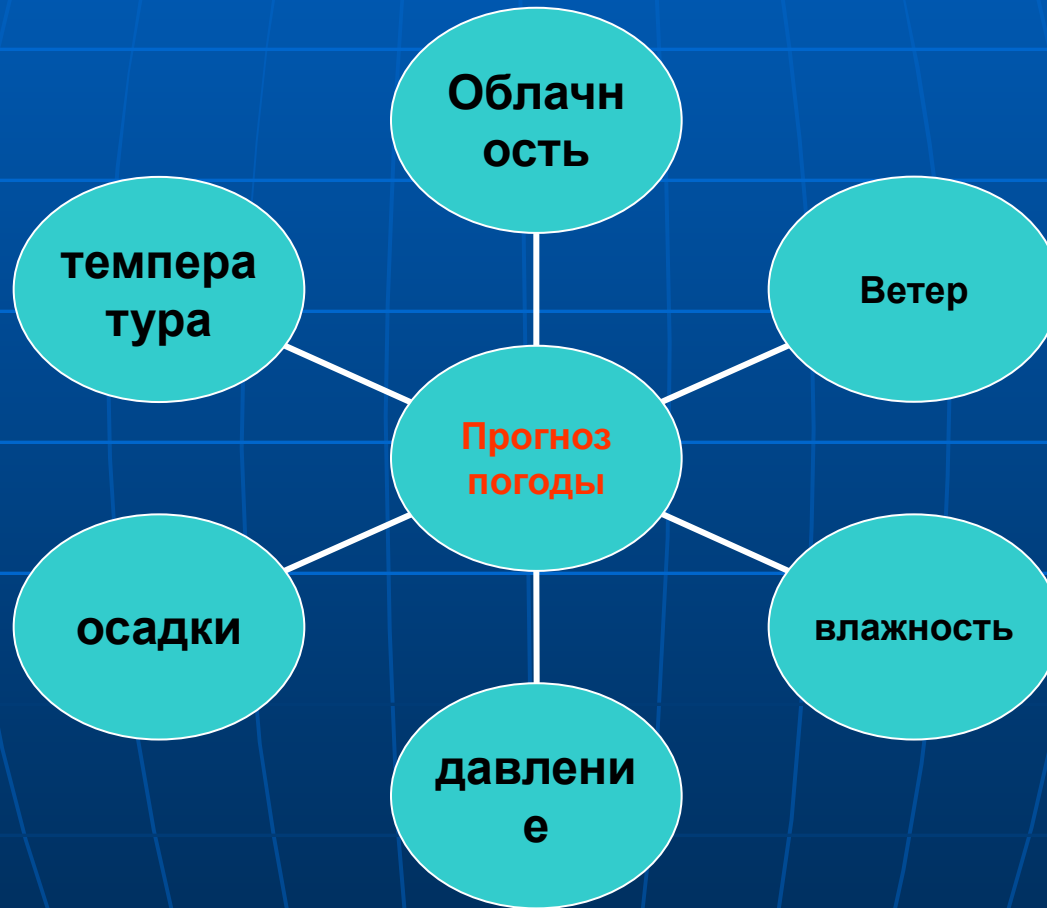 Облачн
ость
темпера
тура
Ветер
Прогноз
погоды
осадки
влажность
давлени
е